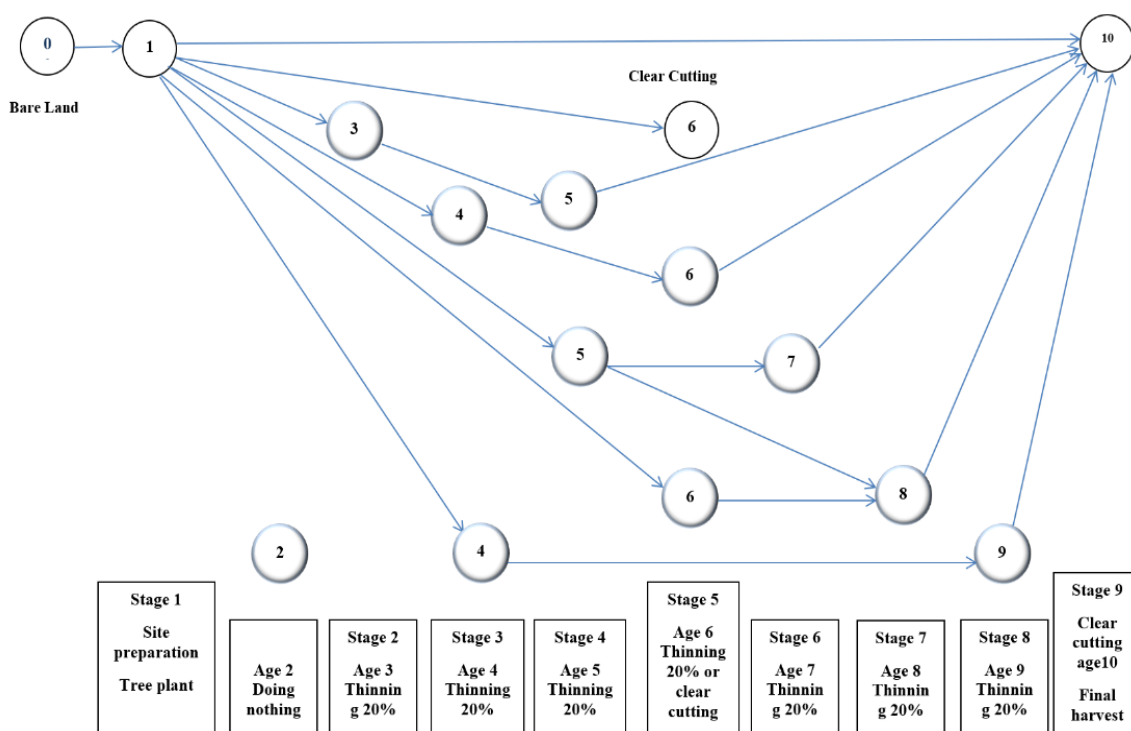 0
1
10
Bare Land
Clear Cutting
3
6
4
5
6
5
7
6
8
2
4
9
Stage 1
Site
preparation
Tree plant
Age 2
Doing
nothing
Stage 2
Age 3
Thinnin
g 20%
Stage 3
Age 4
Thinning
20%
Stage 4
Age 5
Thinning
20%
Stage 5
Age 6
Thinning
20% or
clear
cutting
Stage 6
Age 7
Thinnin
g 20%
Stage 7
Age 8
Thinnin
g 20%
Stage 8
Age 9
Thinnin
g 20%
Stage 9
Clear
cutting
age10
Final
harvest